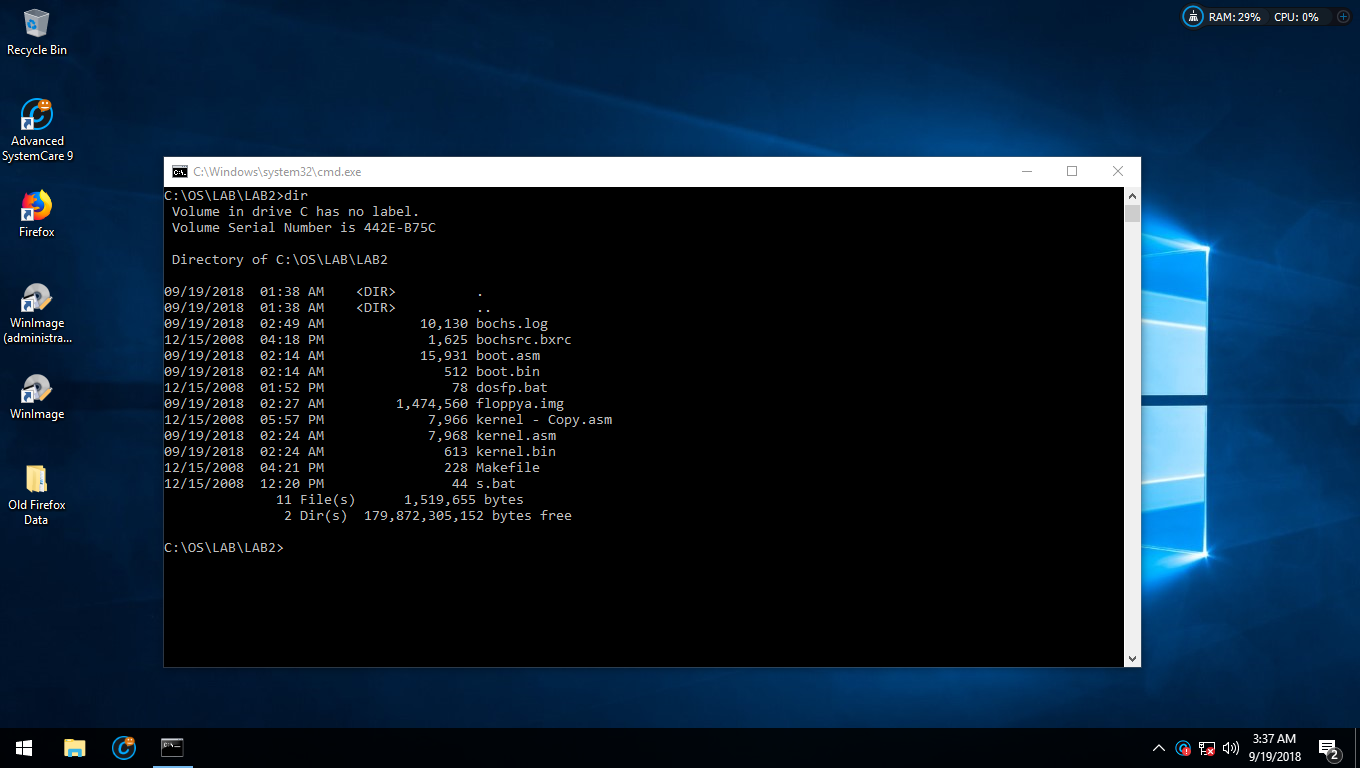 RAM: 29% CPU: 0%
Recycle Bin
Advanced
SystemCare 9
Firefox
WinImage
(administra...
WinImage
Old Firefox
Data
C:\Windows\system32\cmd.exe
C:\OS\LAB\LAB2>dir
 Volume in drive C has no label.
 Volume Serial Number is 442E-B75C
 Directory of C:\OS\LAB\LAB2
09/19/2018  01:38 AM    <DIR>          .
09/19/2018  01:38 AM    <DIR>          ..
09/19/2018  02:49 AM            10,130 bochs.log
12/15/2008  04:18 PM             1,625 bochsrc.bxrc
09/19/2018  02:14 AM            15,931 boot.asm
09/19/2018  02:14 AM               512 boot.bin
12/15/2008  01:52 PM                78 dosfp.bat
09/19/2018  02:27 AM         1,474,560 floppya.img
12/15/2008  05:57 PM             7,966 kernel - Copy.asm
09/19/2018  02:24 AM             7,968 kernel.asm
09/19/2018  02:24 AM               613 kernel.bin
12/15/2008  04:21 PM               228 Makefile
12/15/2008  12:20 PM                44 s.bat
              11 File(s)      1,519,655 bytes
               2 Dir(s)  179,872,305,152 bytes free
C:\OS\LAB\LAB2>
3:37 AM
9/19/2018
2